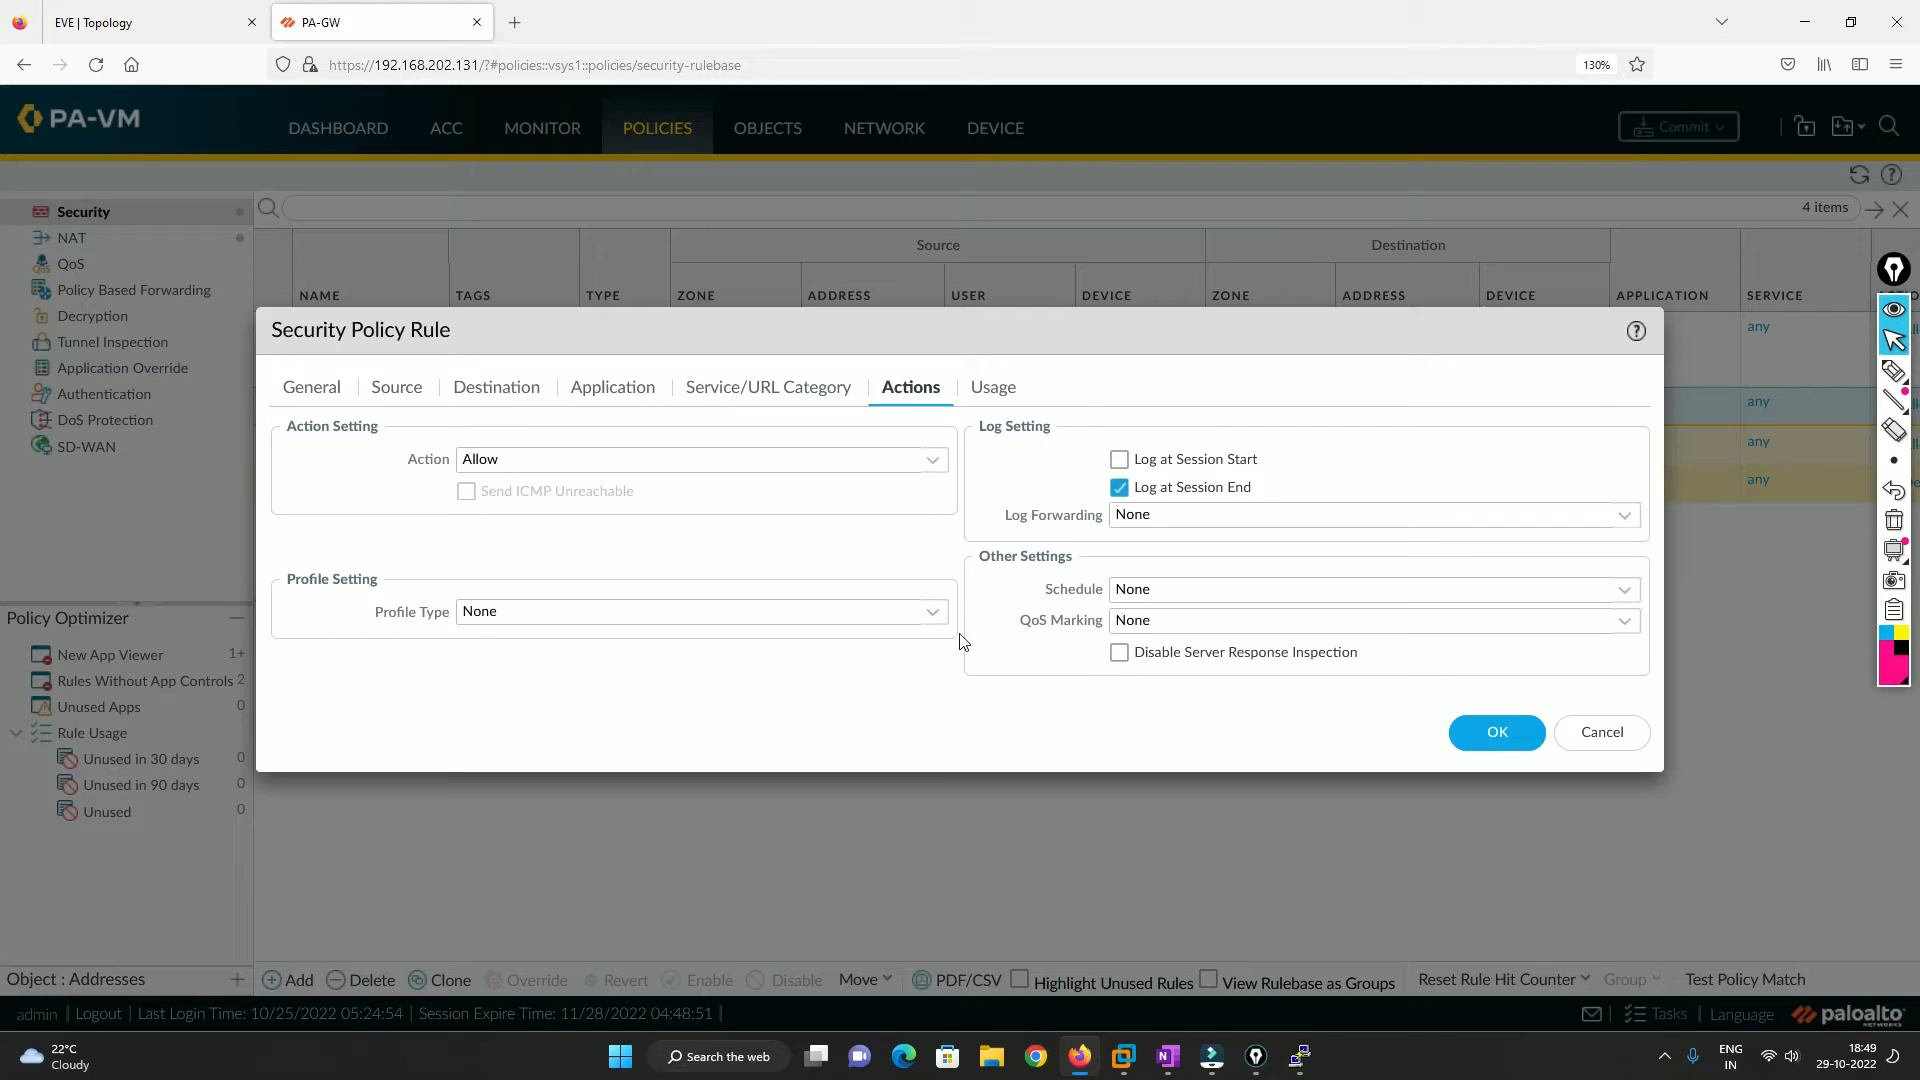 EVE | Topology
PA-GW
https://192.168.202.131/?#policies::vsys1::policies/security-rulebase
130%
PA-VM
DASHBOARD
ACC
MONITOR
POLICIES
OBJECTS
NETWORK
DEVICE
Commit
Security
NAT
QoS
Policy Based Forwarding
Decryption
Tunnel Inspection
Application Override
Authentication
DoS Protection
SD-WAN
4 items
Source
Destination
NAME
TAGS
TYPE
ZONE
ADDRESS
USER
DEVICE
ZONE
ADDRESS
DEVICE
APPLICATION
SERVICE
any
any
any
any
Security Policy Rule
General
Source
Destination
Application
Service/URL Category
Actions
Usage
Action Setting
Action
Allow
Send ICMP Unreachable
Profile Setting
Profile Type
None
Log Setting
Log at Session Start
Log at Session End
Log Forwarding
None
Other Settings
Schedule
None
QoS Marking
None
Disable Server Response Inspection
OK
Cancel
Policy Optimizer
New App Viewer 1+
Rules Without App Controls 2
Unused Apps 0
Rule Usage
Unused in 30 days 0
Unused in 90 days 0
Unused 0
Object : Addresses
Add
Delete
Clone
Override
Revert
Enable
Disable
Move
PDF/CSV
Highlight Unused Rules
View Rulebase as Groups
Reset Rule Hit Counter
Group
Test Policy Match
admin | Logout | Last Login Time: 10/25/2022 05:24:54 | Session Expire Time: 11/28/2022 04:48:51 |
Tasks | Language
paloalto
NETWORKS
22°C
Cloudy
Search the web
ENG
IN
18:49
29-10-2022